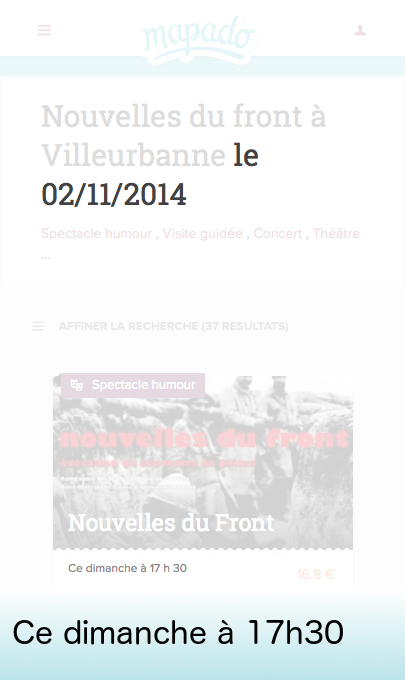 mapado
Nouvelles du front à
Villeurbanne le
02/11/2014
Spectacle humour , Visite guidée , Concert , Théâtre
...
AFFINER LA RECHERCHE (37 RESULTATS)
Spectacle humour
nouvelles du front
Nouvelles du Front
Ce dimanche à 17 h 30
16.8 €
Ce dimanche à 17h30